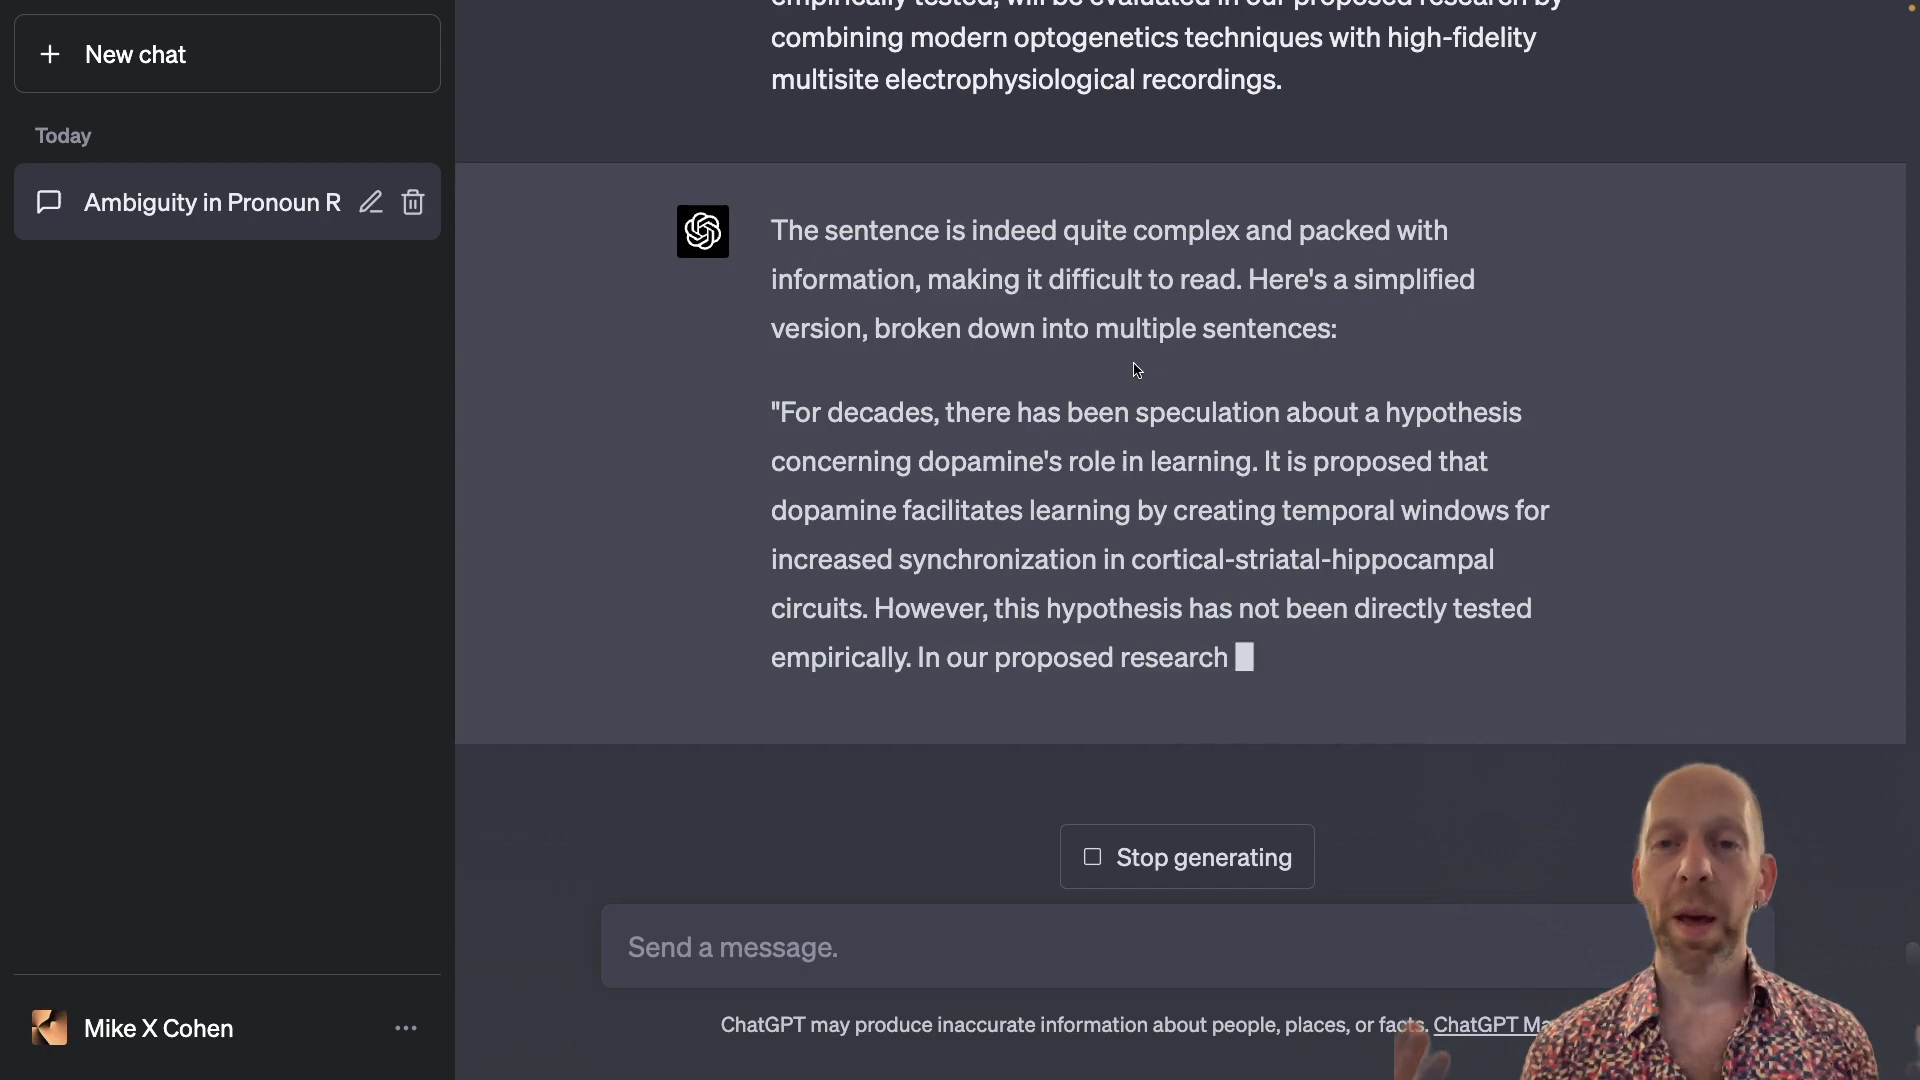 New chat
Today
Ambiguity in Pronoun R
Mike X Cohen
combining modern optogenetics techniques with high-fidelity
multisite electrophysiological recordings.
The sentence is indeed quite complex and packed with
information, making it difficult to read. Here's a simplified
version, broken down into multiple sentences:
"For decades, there has been speculation about a hypothesis
concerning dopamine's role in learning. It is proposed that
dopamine facilitates learning by creating temporal windows for
increased synchronization in cortical-striatal-hippocampal
circuits. However, this hypothesis has not been directly tested
empirically. In our proposed research
Stop generating
Send a message.
ChatGPT may produce inaccurate information about people, places, or facts. ChatGPT Ma